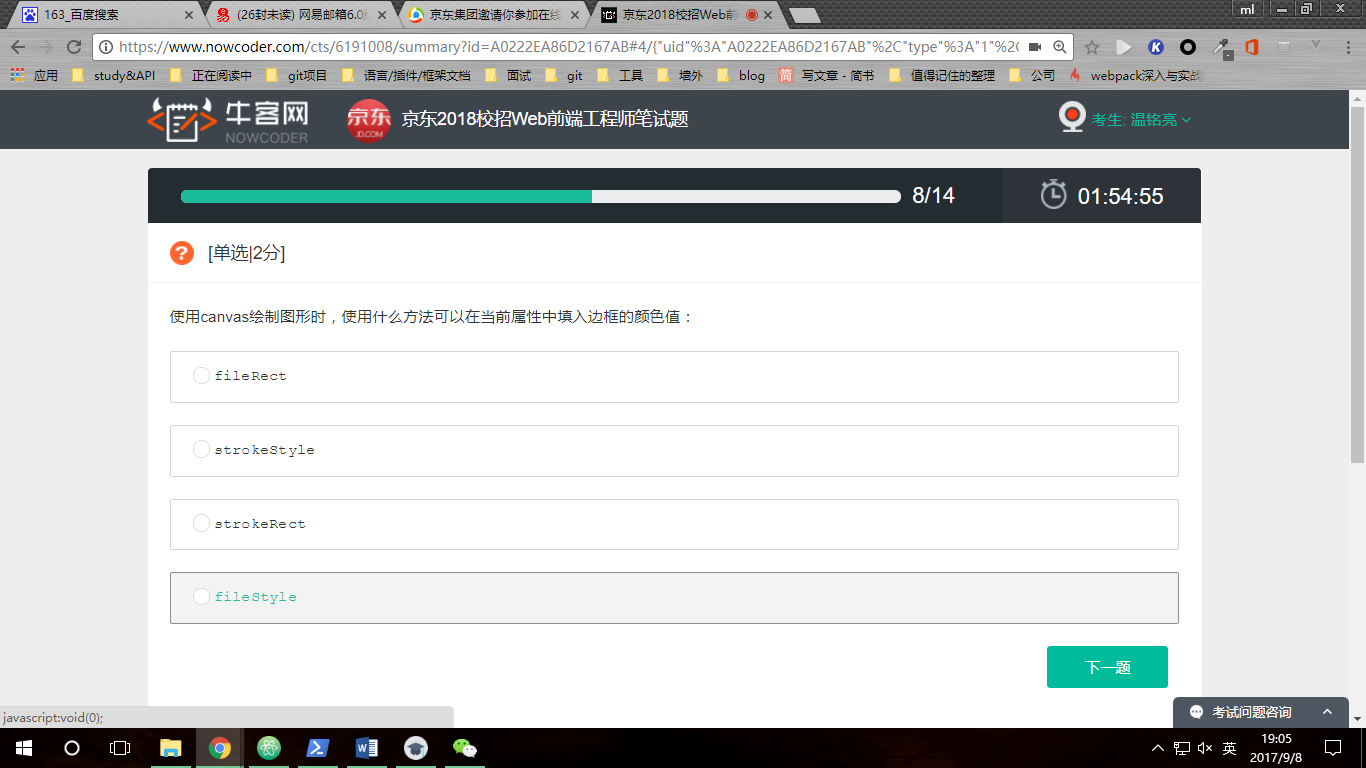 163_百度搜索
(26封未读) 网易邮箱6.0
京东集团邀请你参加在线
京东2018校招Web前
ml
https://www.nowcoder.com/cts/6191008/summary?id=A0222EA86D2167AB#4/{"uid"%3A"A0222EA86D2167AB"%2C"type"%3A"1"%2C
应用 study&API 正在阅读中 git项目 语言/插件/框架文档 面试 git 工具 墙外 blog 简 写文章 - 简书 值得记住的整理 公司 webpack深入与实战
牛客网
NOWCODER
京东
JD.COM
京东2018校招Web前端工程师笔试题
考生: 温铭亮
8/14
01:54:55
[单选|2分]
使用canvas绘制图形时，使用什么方法可以在当前属性中填入边框的颜色值：
fileRect
strokeStyle
strokeRect
fileStyle
下一题
javascript:void(0);
考试问题咨询
英
19:05
2017/9/8